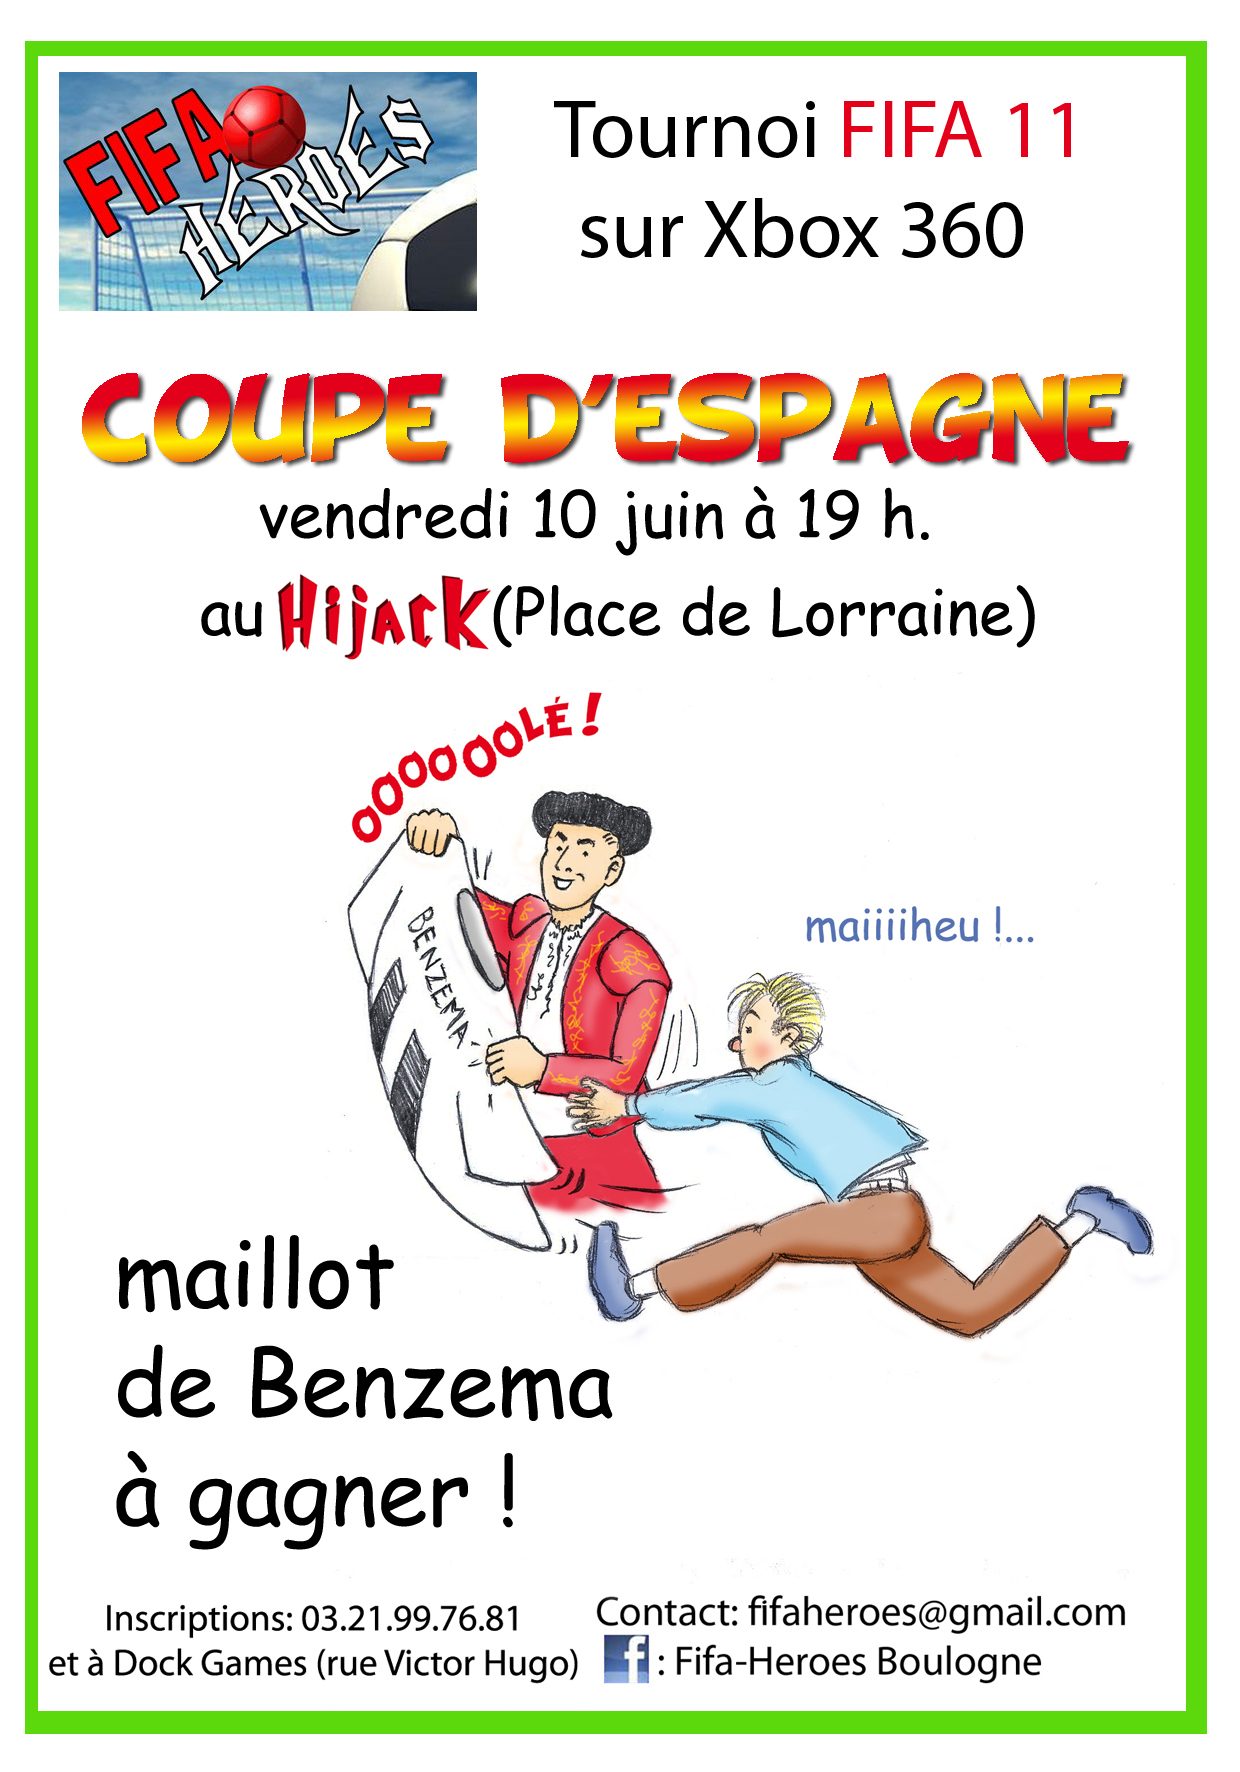 FIFA
HÉROES
Tournoi FIFA 11
sur Xbox 360
COUPE D'ESPAGNE
vendredi 10 juin à 19 h.
au Hijack (Place de Lorraine)
OOOOOOLÉ !
BENZEMA
maiiiiheu !...
maillot
de Benzema
à gagner !
Inscriptions: 03.21.99.76.81
et à Dock Games (rue Victor Hugo)
Contact: fifaheroes@gmail.com
f : Fifa-Heroes Boulogne